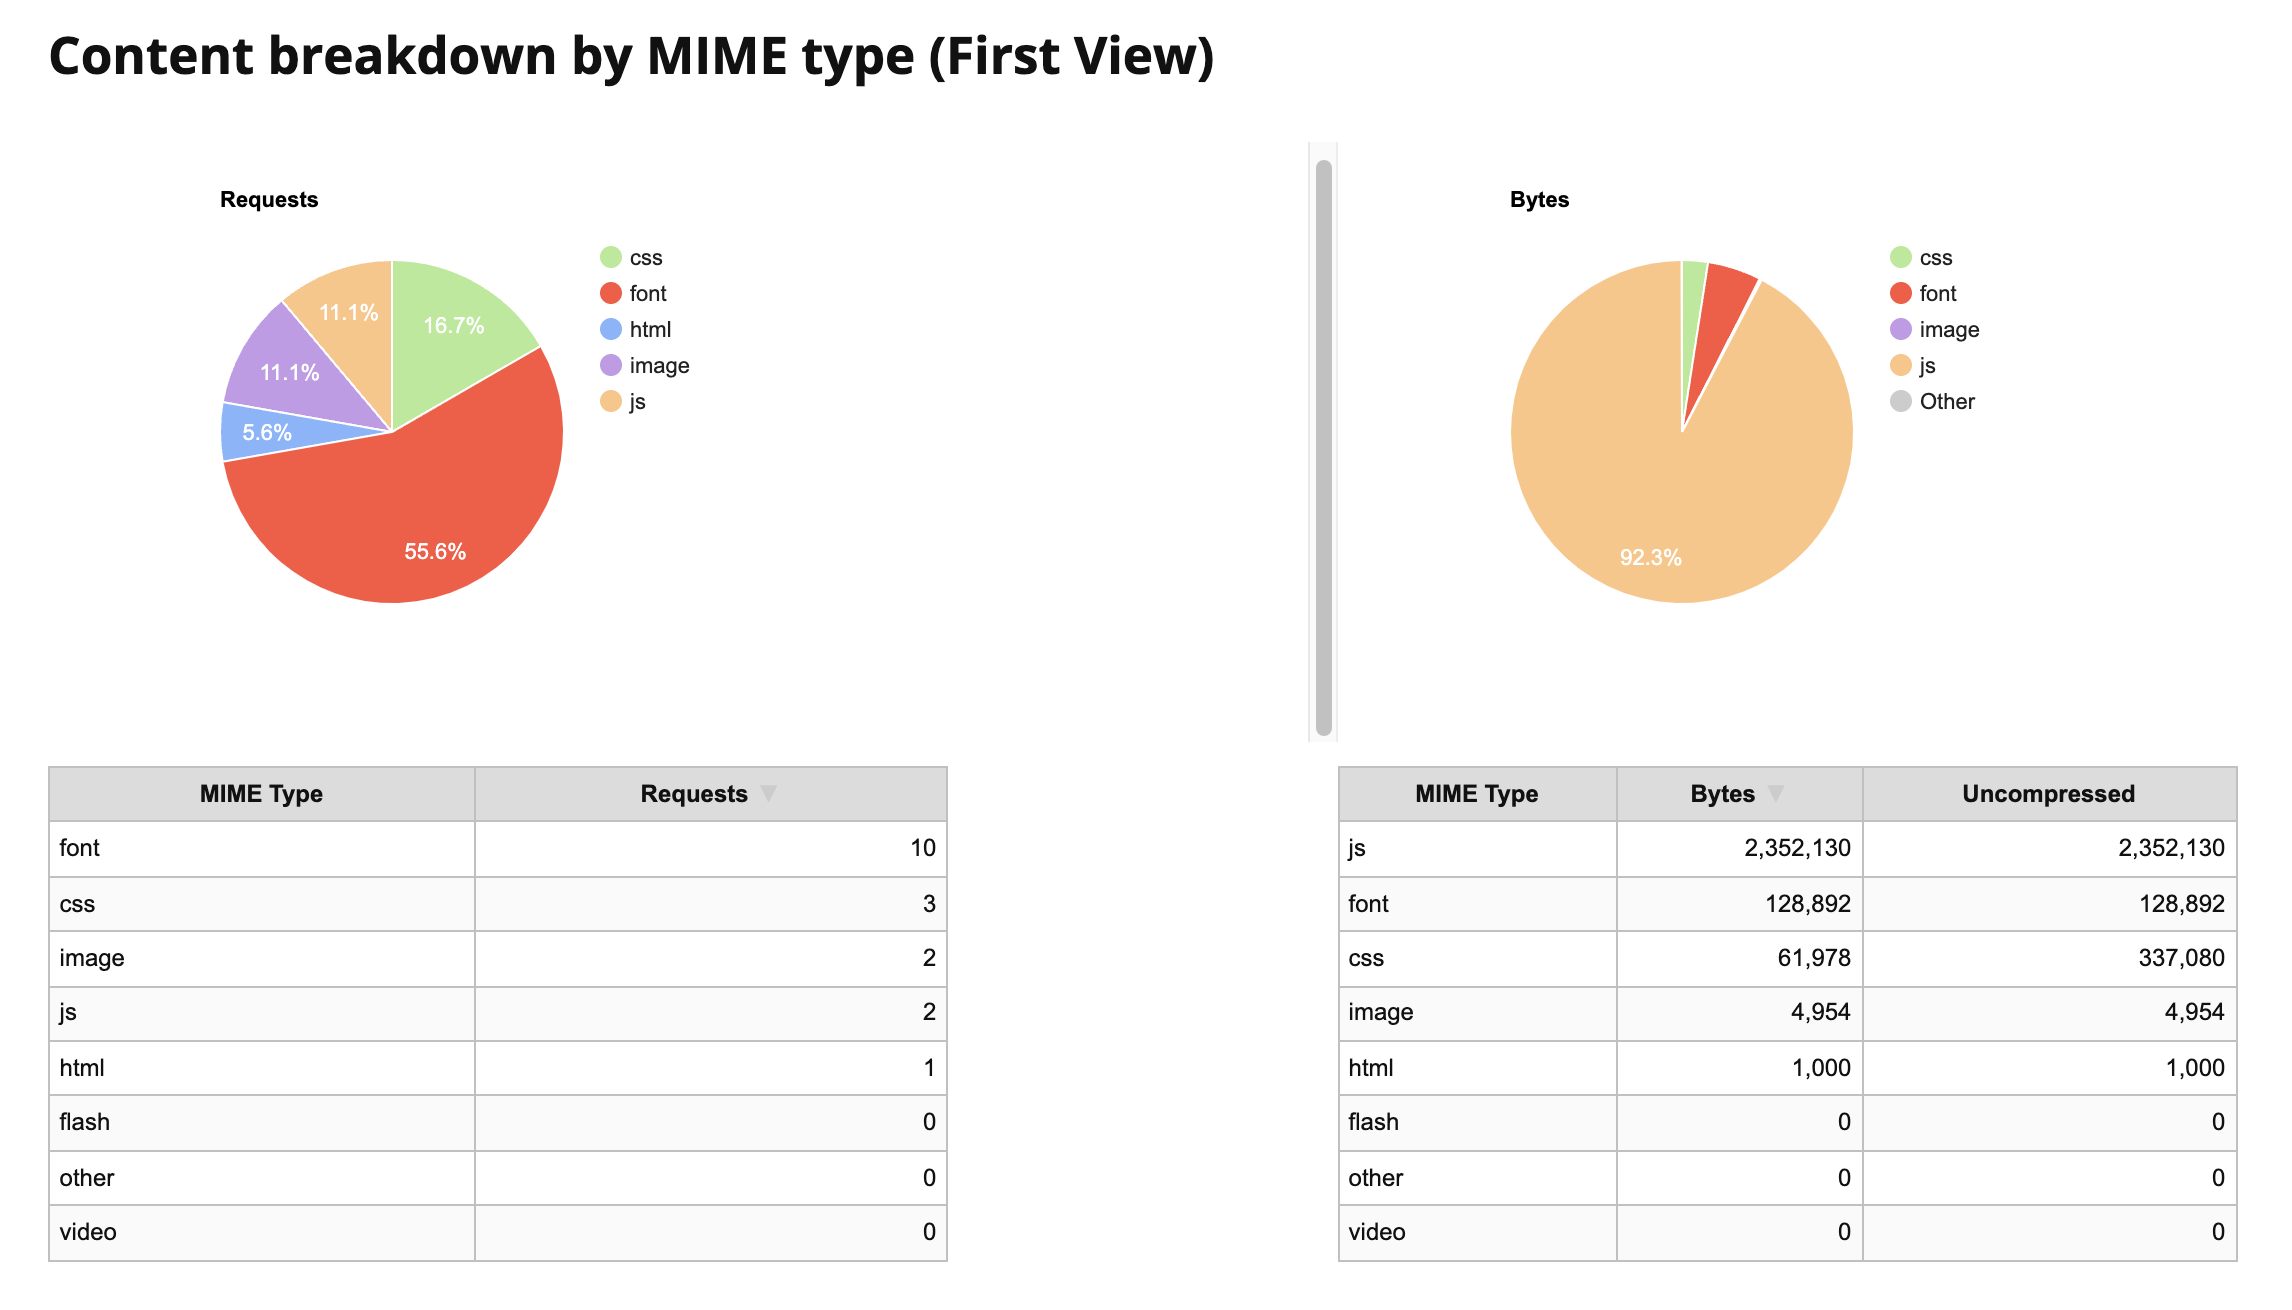 Content breakdown by MIME type (First View)
Requests
css
font
html
image
js
11.1%
16.7%
11.1%
5.6%
55.6%
Bytes
css
font
image
js
Other
92.3%
MIME Type Requests ▼
font 10
css 3
image 2
js 2
html 1
flash 0
other 0
video 0
MIME Type Bytes ▼ Uncompressed
js 2,352,130 2,352,130
font 128,892 128,892
css 61,978 337,080
image 4,954 4,954
html 1,000 1,000
flash 0 0
other 0 0
video 0 0